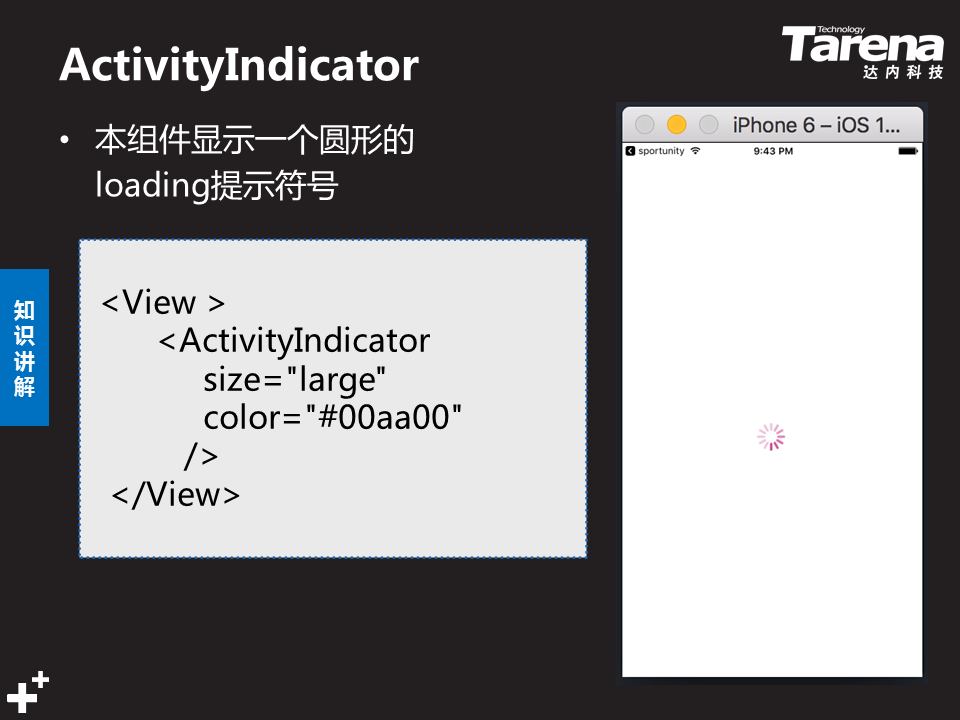 ActivityIndicator
Technology
Tarena
达内科技
• 本组件显示一个圆形的
loading提示符号
知
识
讲
解
<View >
<ActivityIndicator
size="large"
color="#00aa00"
/>
</View>
iPhone 6 – iOS 1...
sportunity
9:43 PM